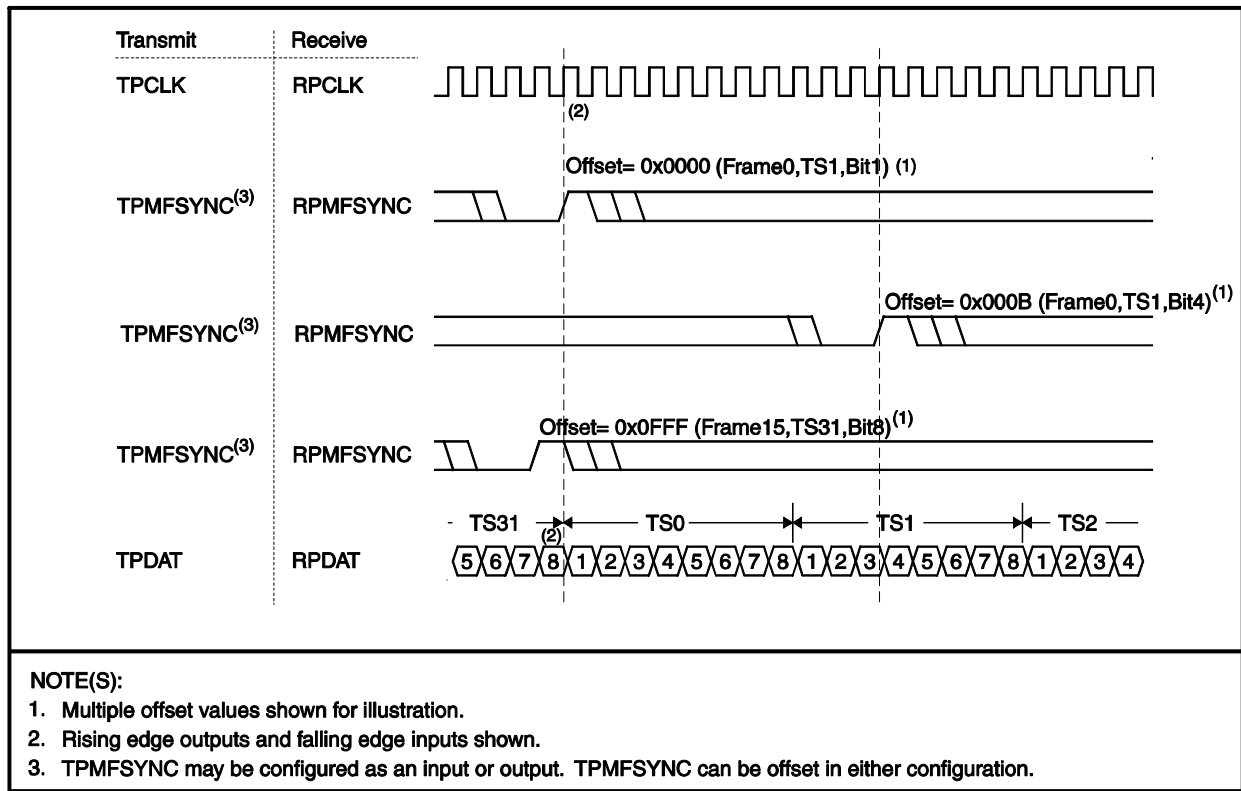 Transmit Receive
TPCLK RPCLK
(2)
Offset= 0x0000 (Frame0,TS1,Bit1) (1)
TPMFSYNC(3) RPMFSYNC
Offset= 0x000B (Frame0,TS1,Bit4)(1)
TPMFSYNC(3) RPMFSYNC
Offset= 0x0FFF (Frame15,TS31,Bit8)(1)
TPMFSYNC(3) RPMFSYNC
TS31 TS0 TS1 TS2
(2)
TPDAT RPDAT 5 6 7 8 1 2 3 4 5 6 7 8 1 2 3 4 5 6 7 8 1 2 3 4
NOTE(S):
1. Multiple offset values shown for illustration.
2. Rising edge outputs and falling edge inputs shown.
3. TPMFSYNC may be configured as an input or output. TPMFSYNC can be offset in either configuration.